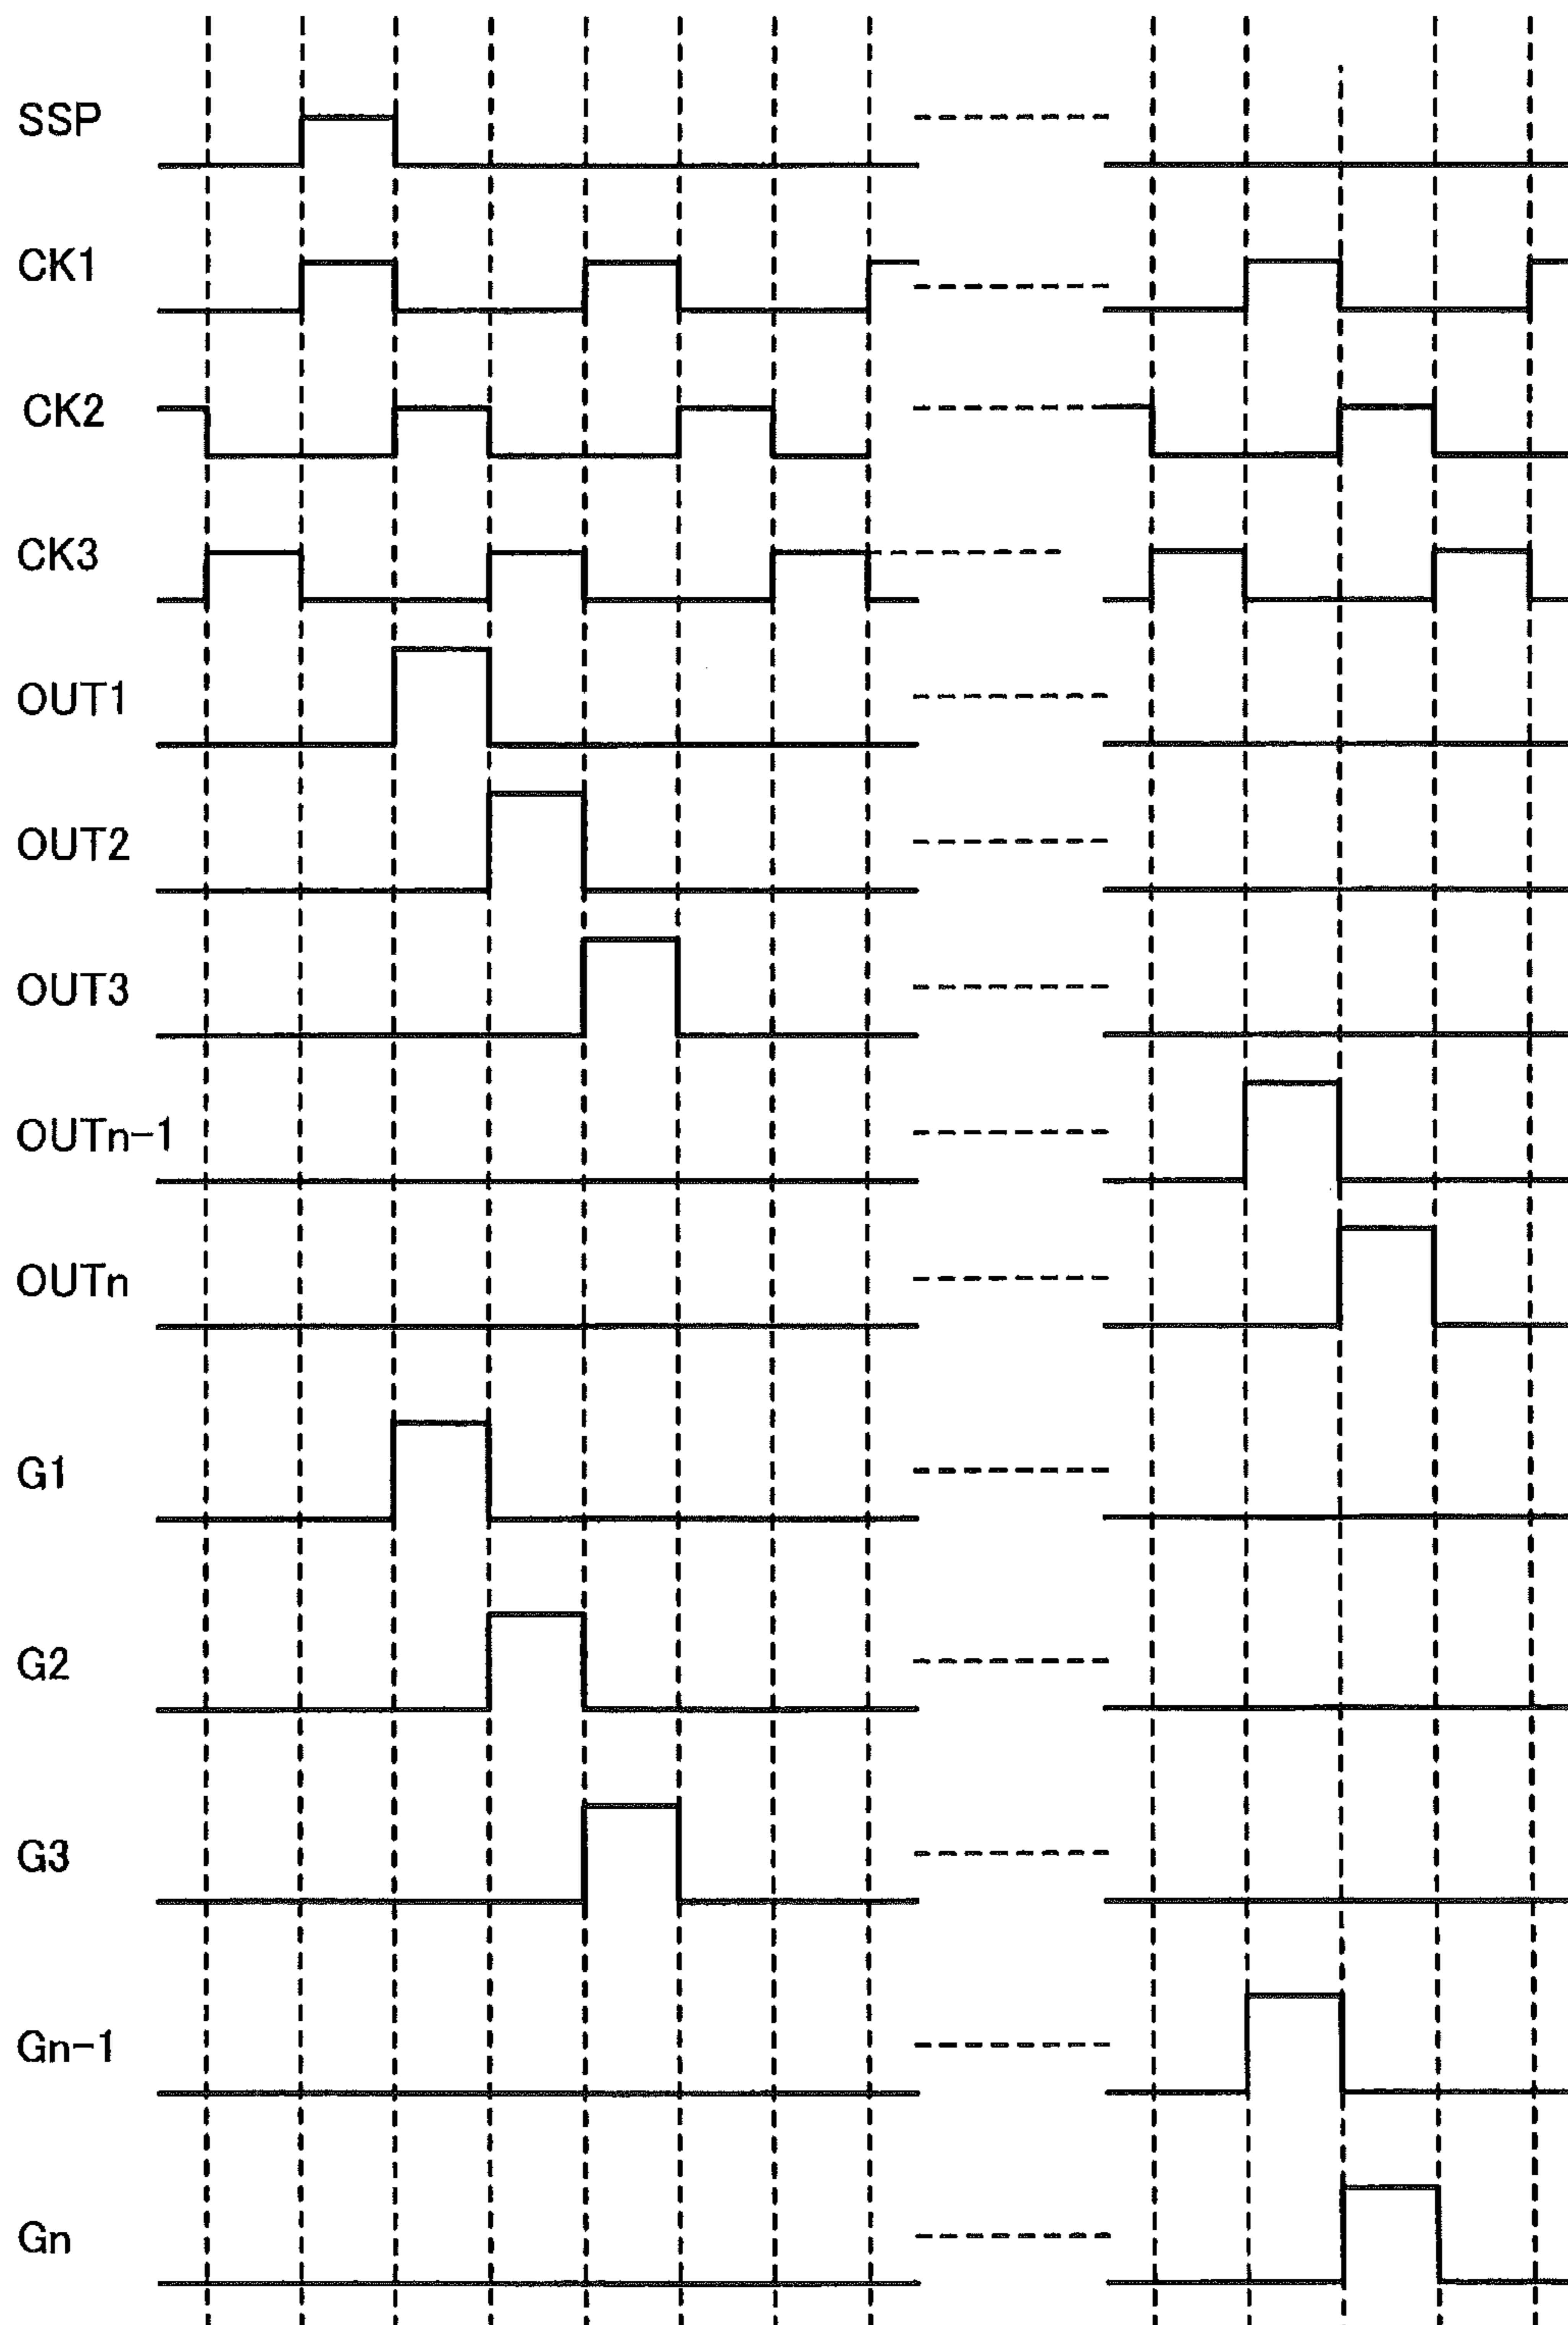 SSP
CK1
CK2
CK3
OUT1
OUT2
OUT3
OUTn-1
OUTn
G1
G2
G3
Gn-1
Gn